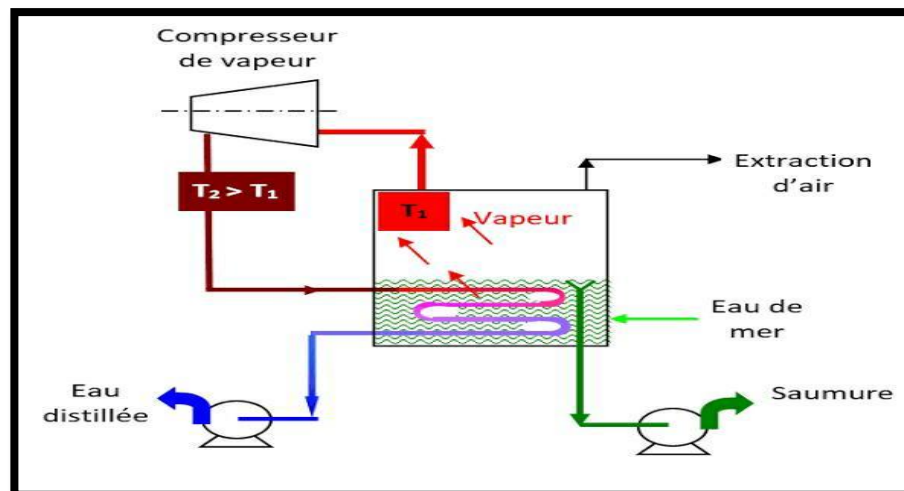 Compresseur
de vapeur
Extraction
d'air
T₂ > T₁
T₁
Vapeur
Eau de
mer
Eau
distillée
Saumure